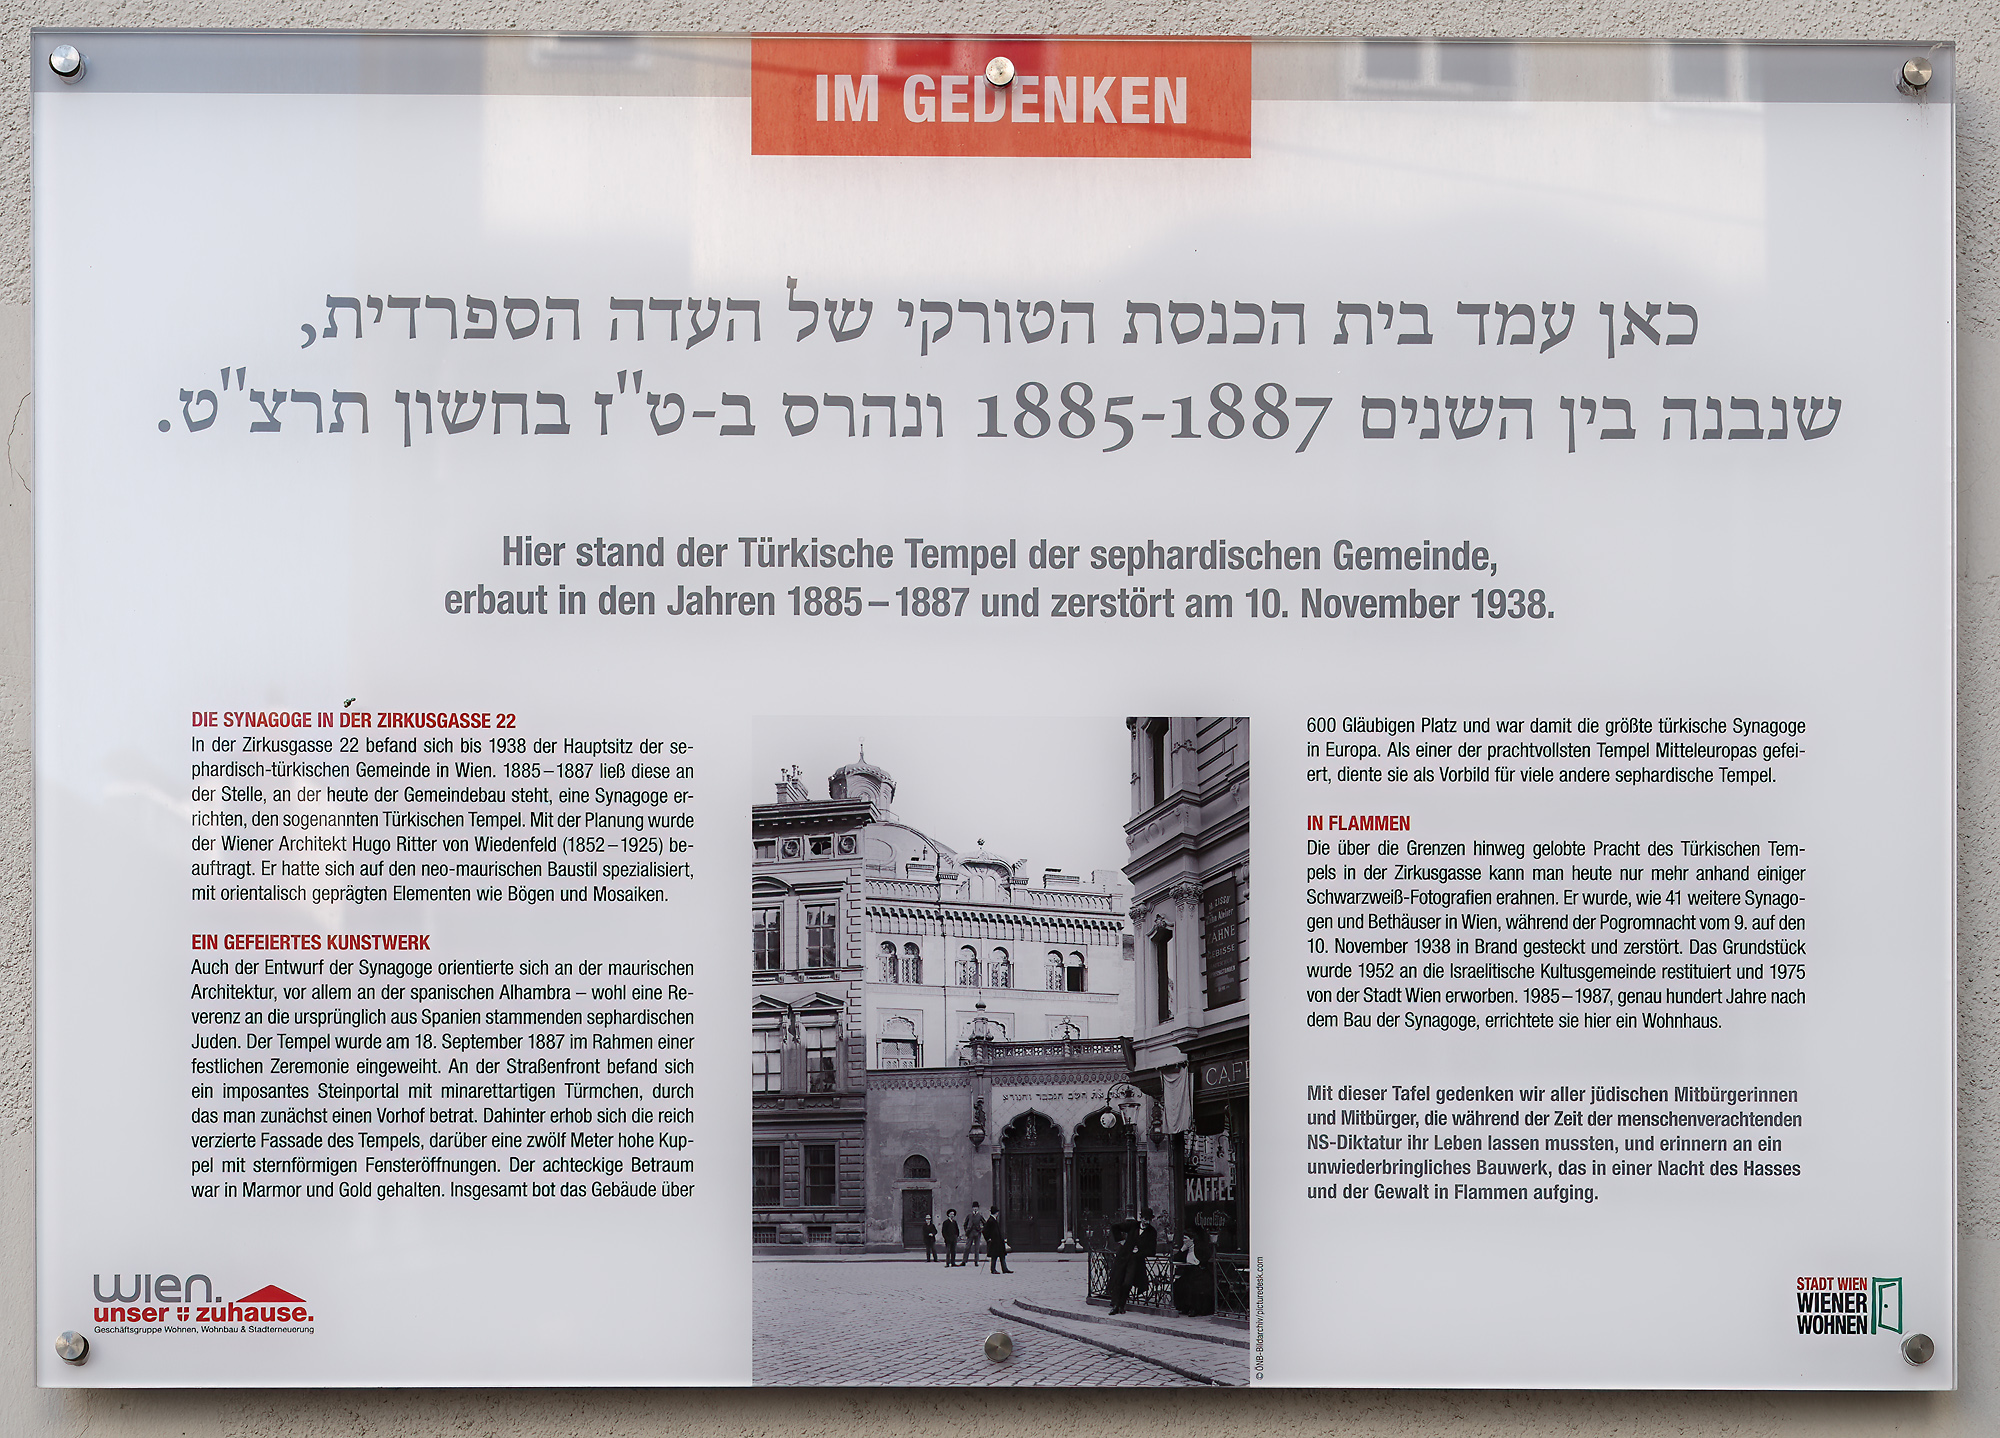 IM GEDENKEN
כאן עמד בית הכנסת הטורקי של העדה הספרדית,
שנבנה בין השנים 1885-1887 ונהרס ב-ט"ז בחשון תרצ"ט.
Hier stand der Türkische Tempel der sephardischen Gemeinde,
erbaut in den Jahren 1885–1887 und zerstört am 10. November 1938.
DIE SYNAGOGE IN DER ZIRKUSGASSE 22
In der Zirkusgasse 22 befand sich bis 1938 der Hauptsitz der se-
phardisch-türkischen Gemeinde in Wien. 1885–1887 ließ diese an
der Stelle, an der heute der Gemeindebau steht, eine Synagoge er-
richten, den sogenannten Türkischen Tempel. Mit der Planung wurde
der Wiener Architekt Hugo Ritter von Wiedenfeld (1852–1925) be-
auftragt. Er hatte sich auf den neo-maurischen Baustil spezialisiert,
mit orientalisch geprägten Elementen wie Bögen und Mosaiken.
EIN GEFEIERTES KUNSTWERK
Auch der Entwurf der Synagoge orientierte sich an der maurischen
Architektur, vor allem an der spanischen Alhambra – wohl eine Re-
verenz an die ursprünglich aus Spanien stammenden sephardischen
Juden. Der Tempel wurde am 18. September 1887 im Rahmen einer
festlichen Zeremonie eingeweiht. An der Straßenfront befand sich
ein imposantes Steinportal mit minarettartigen Türmchen, durch
das man zunächst einen Vorhof betrat. Dahinter erhob sich die reich
verzierte Fassade des Tempels, darüber eine zwölf Meter hohe Kup-
pel mit sternförmigen Fensteröffnungen. Der achteckige Betraum
war in Marmor und Gold gehalten. Insgesamt bot das Gebäude über
600 Gläubigen Platz und war damit die größte türkische Synagoge
in Europa. Als einer der prachtvollsten Tempel Mitteleuropas gefei-
ert, diente sie als Vorbild für viele andere sephardische Tempel.
IN FLAMMEN
Die über die Grenzen hinweg gelobte Pracht des Türkischen Tem-
pels in der Zirkusgasse kann man heute nur mehr anhand einiger
Schwarzweiß-Fotografien erahnen. Er wurde, wie 41 weitere Synago-
gen und Bethäuser in Wien, während der Pogromnacht vom 9. auf den
10. November 1938 in Brand gesteckt und zerstört. Das Grundstück
wurde 1952 an die Israelitische Kultusgemeinde restituiert und 1975
von der Stadt Wien erworben. 1985–1987, genau hundert Jahre nach
dem Bau der Synagoge, errichtete sie hier ein Wohnhaus.
Mit dieser Tafel gedenken wir aller jüdischen Mitbürgerinnen
und Mitbürger, die während der Zeit der menschenverachtenden
NS-Diktatur ihr Leben lassen mussten, und erinnern an ein
unwiederbringliches Bauwerk, das in einer Nacht des Hasses
und der Gewalt in Flammen aufging.
ZÄHNE
GEBISSE
CAFE
KAFFEE
© ÖNB-Bildarchiv/picturedesk.com
wien.
unser zuhause.
Geschäftsgruppe Wohnen, Wohnbau & Stadterneuerung
STADT WIEN
WIENER
WOHNEN